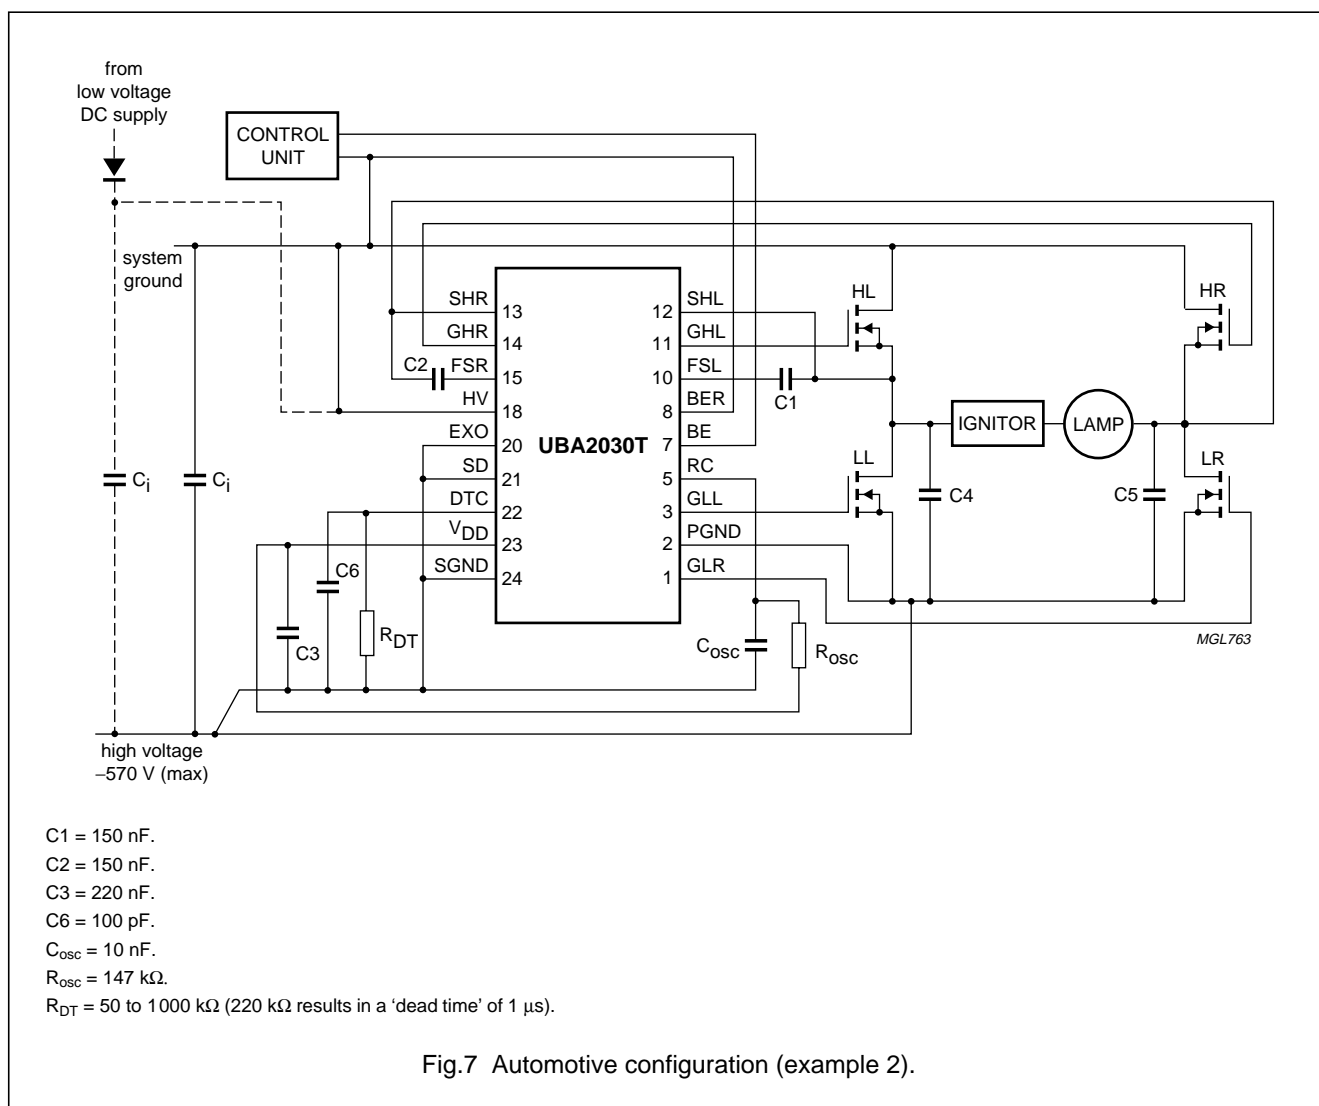 from
low voltage
DC supply
CONTROL
UNIT
system
ground
SHR
13
GHR
14
C2
FSR
15
HV
18
EXO
20
SD
21
DTC
22
VDD
23
SGND
24
UBA2030T
12
SHL
11
GHL
10
FSL
8
BER
7
BE
5
RC
3
GLL
2
PGND
1
GLR
C1
HL
HR
IGNITOR
LAMP
LL
LR
C4
C5
Ci
Ci
C6
C3
RDT
Cosc
Rosc
MGL763
high voltage
−570 V (max)
C1 = 150 nF.
C2 = 150 nF.
C3 = 220 nF.
C6 = 100 pF.
Cosc = 10 nF.
Rosc = 147 kΩ.
RDT = 50 to 1000 kΩ (220 kΩ results in a ‘dead time’ of 1 µs).
Fig.7 Automotive configuration (example 2).